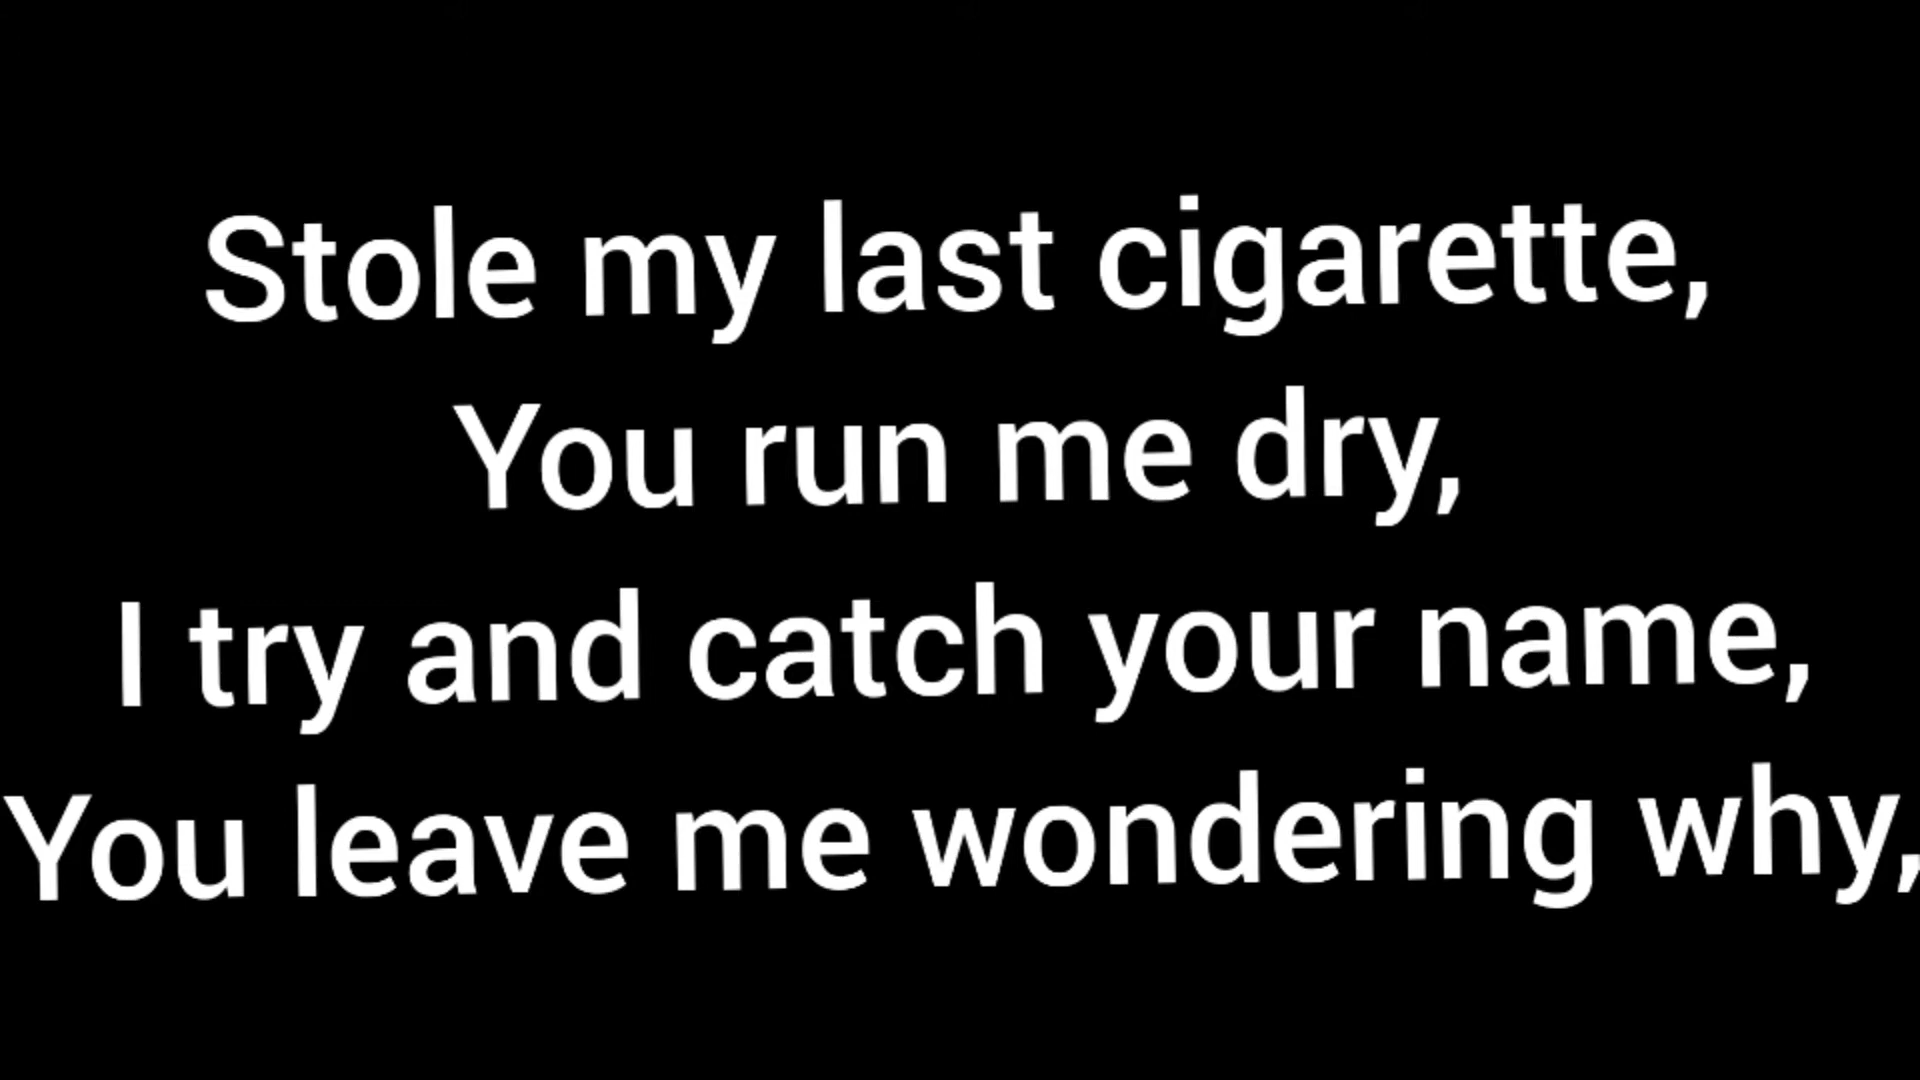 Stole my last cigarette,
You run me dry,
I try and catch your name,
You leave me wondering why,